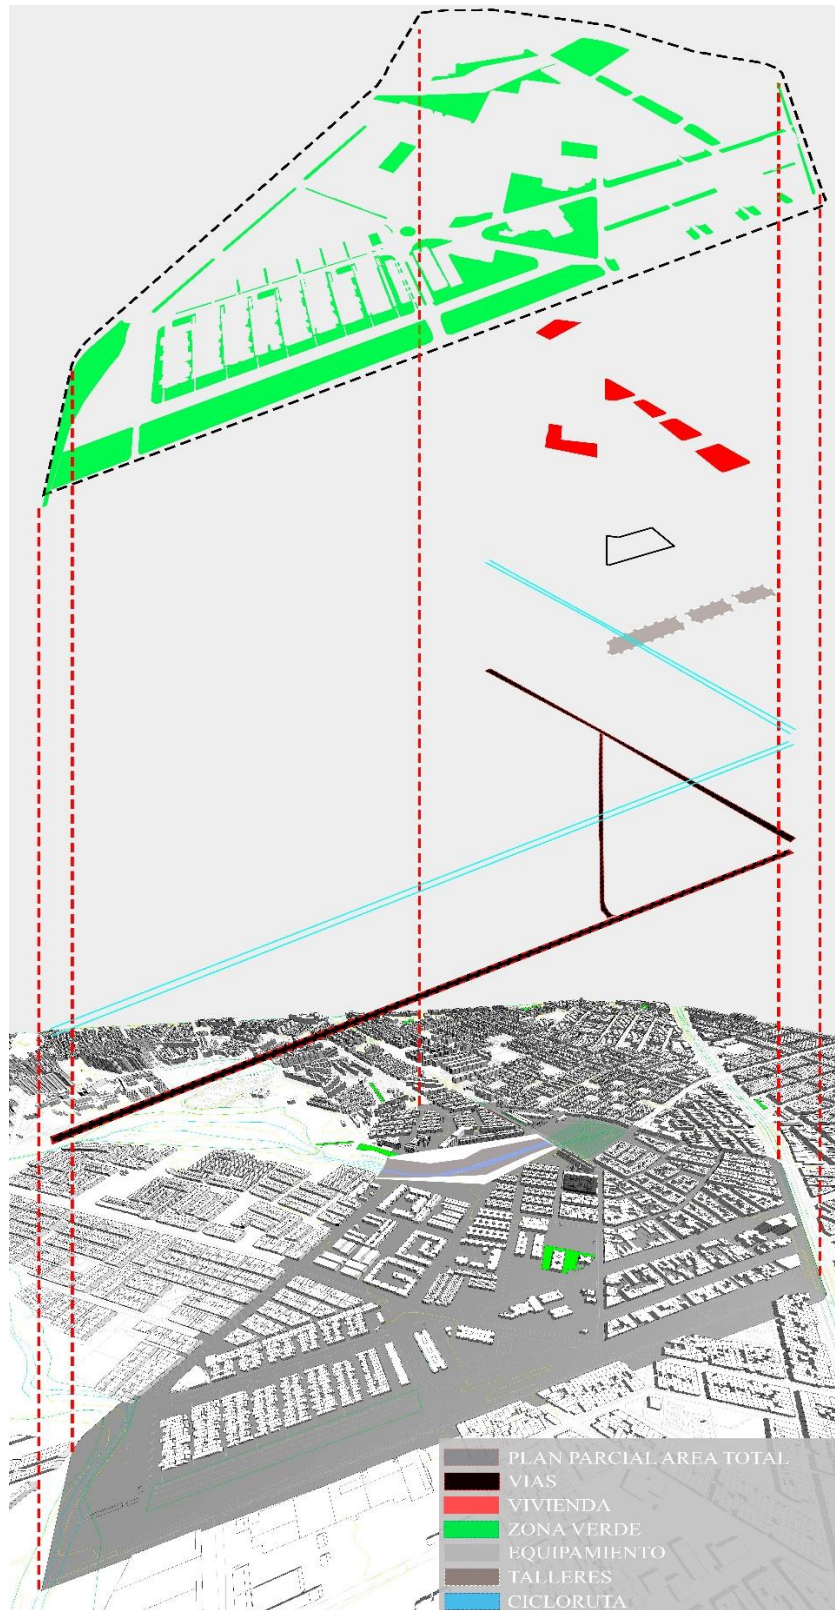 PLAN PARCIAL AREA TOTAL
VIAS
VIVIENDA
ZONA VERDE
EQUIPAMIENTO
TALLERES
CICLORUTA